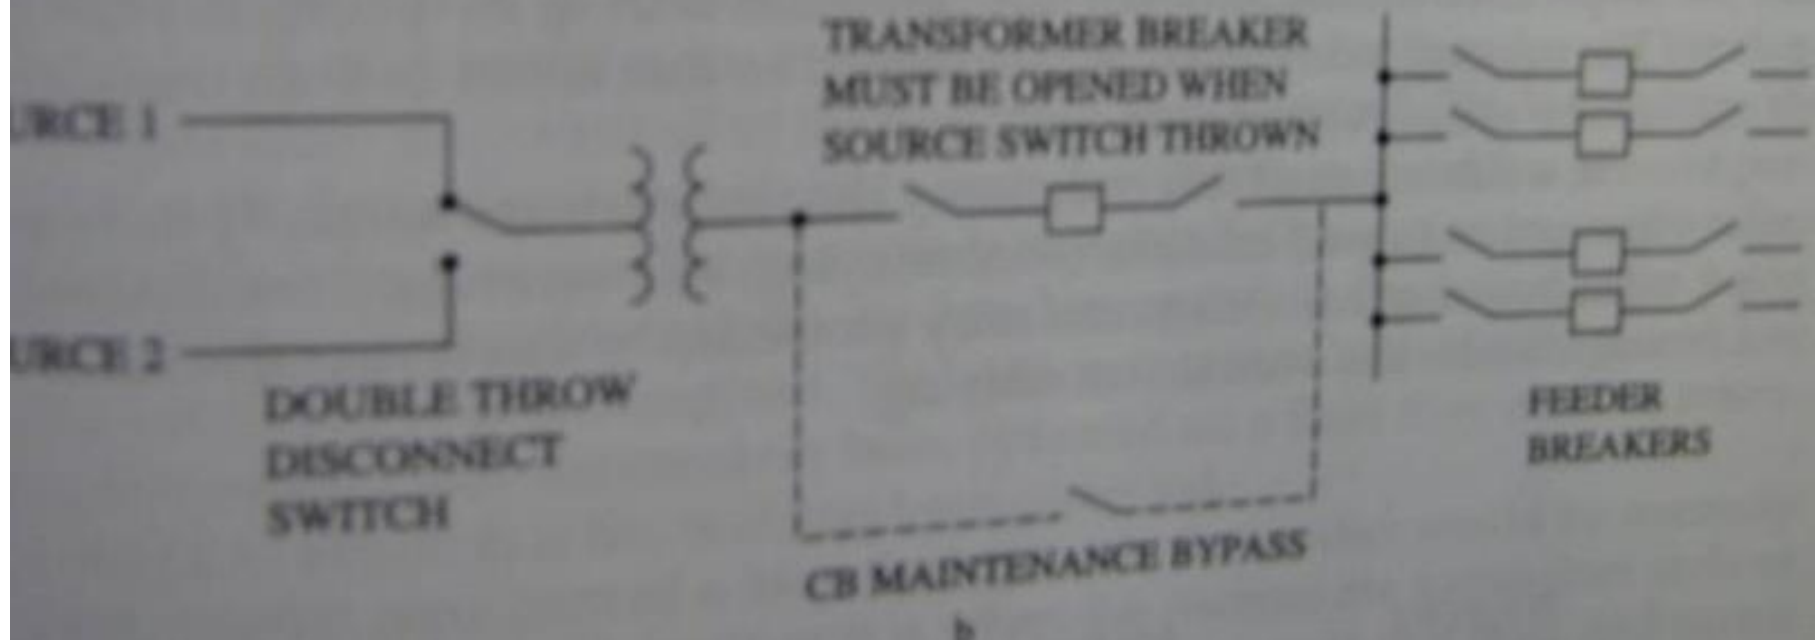 URCE 1
TRANSFORMER BREAKER
MUST BE OPENED WHEN
SOURCE SWITCH THROWN
URCE 2
DOUBLE THROW
DISCONNECT
SWITCH
FEEDER
BREAKERS
CB MAINTENANCE BYPASS
b